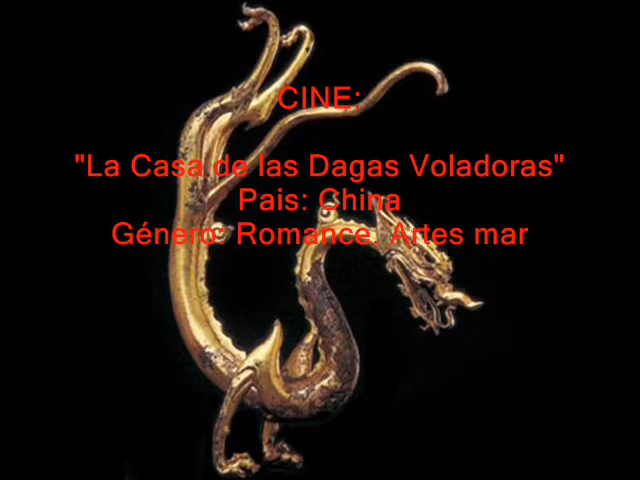 CINE:
"La Casa de las Dagas Voladoras"
Pais: China
Género: Romance. Artes mar